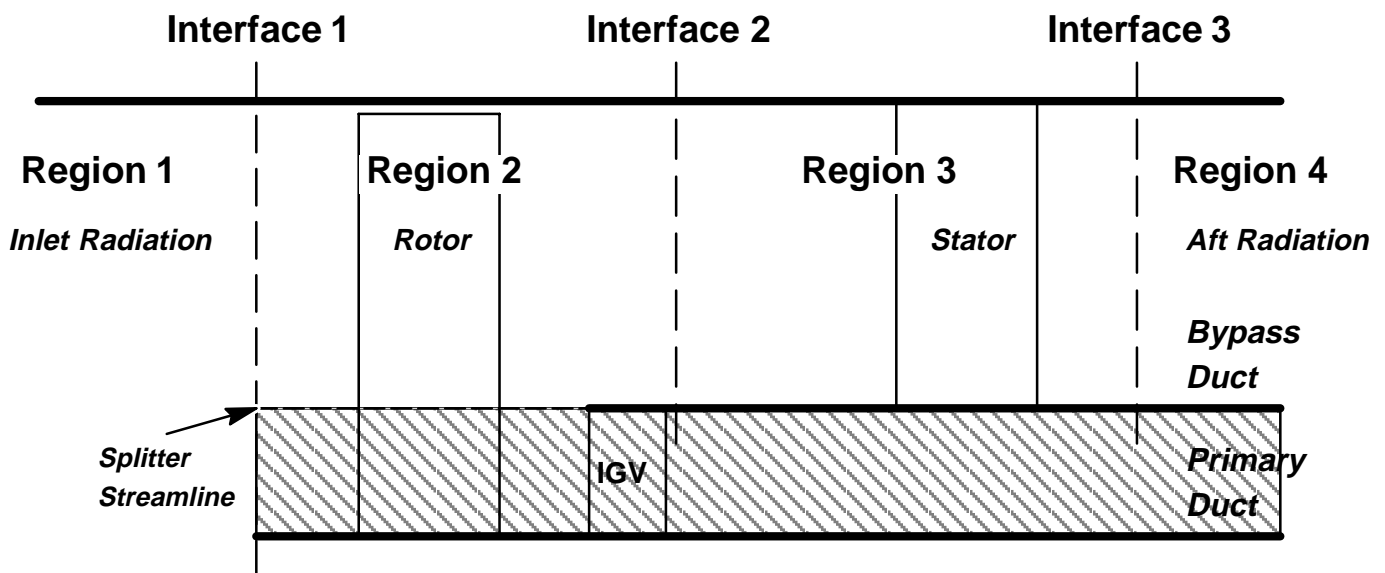 Interface 1 Interface 2 Interface 3
Region 1 Region 2 Region 3 Region 4
Inlet Radiation Rotor Stator Aft Radiation
Bypass
Duct
Splitter
Streamline
IGV
Primary
Duct